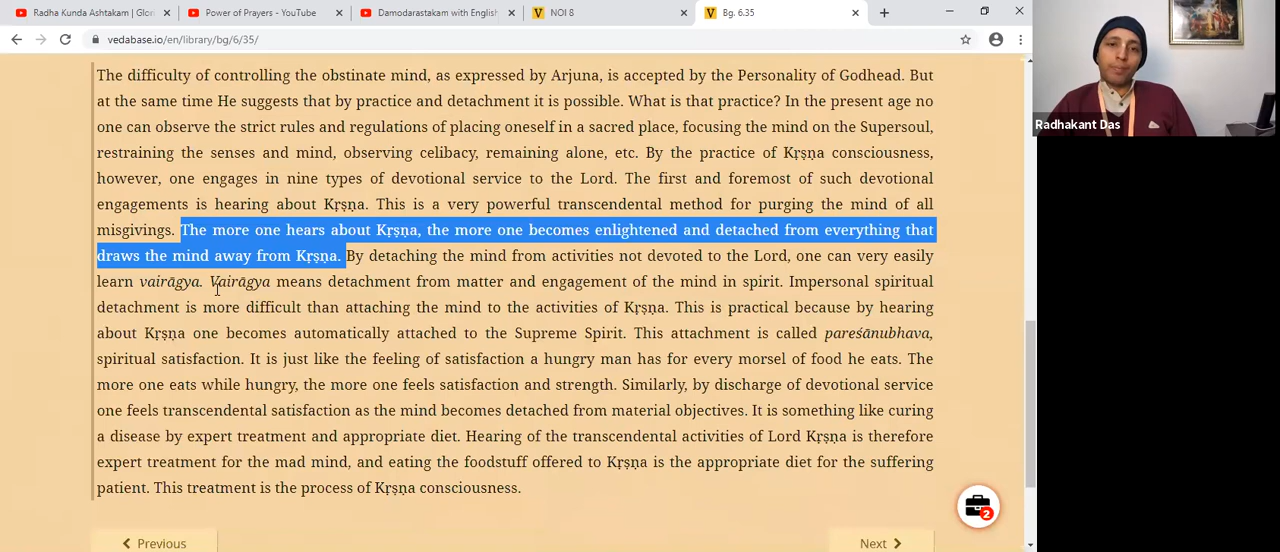 Radha Kunda Ashtakam | Glori
Power of Prayers - YouTube
Damodarastakam with English
NOI 8
Bg. 6.35
vedabase.io/en/library/bg/6/35/
Radhakant Das
The difficulty of controlling the obstinate mind, as expressed by Arjuna, is accepted by the Personality of Godhead. But
at the same time He suggests that by practice and detachment it is possible. What is that practice? In the present age no
one can observe the strict rules and regulations of placing oneself in a sacred place, focusing the mind on the Supersoul,
restraining the senses and mind, observing celibacy, remaining alone, etc. By the practice of Kṛṣṇa consciousness,
however, one engages in nine types of devotional service to the Lord. The first and foremost of such devotional
engagements is hearing about Kṛṣṇa. This is a very powerful transcendental method for purging the mind of all
misgivings. The more one hears about Kṛṣṇa, the more one becomes enlightened and detached from everything that
draws the mind away from Kṛṣṇa. By detaching the mind from activities not devoted to the Lord, one can very easily
learn vairāgya. Vairāgya means detachment from matter and engagement of the mind in spirit. Impersonal spiritual
detachment is more difficult than attaching the mind to the activities of Kṛṣṇa. This is practical because by hearing
about Kṛṣṇa one becomes automatically attached to the Supreme Spirit. This attachment is called pareśānubhava,
spiritual satisfaction. It is just like the feeling of satisfaction a hungry man has for every morsel of food he eats. The
more one eats while hungry, the more one feels satisfaction and strength. Similarly, by discharge of devotional service
one feels transcendental satisfaction as the mind becomes detached from material objectives. It is something like curing
a disease by expert treatment and appropriate diet. Hearing of the transcendental activities of Lord Kṛṣṇa is therefore
expert treatment for the mad mind, and eating the foodstuff offered to Kṛṣṇa is the appropriate diet for the suffering
patient. This treatment is the process of Kṛṣṇa consciousness.
2
Previous
Next